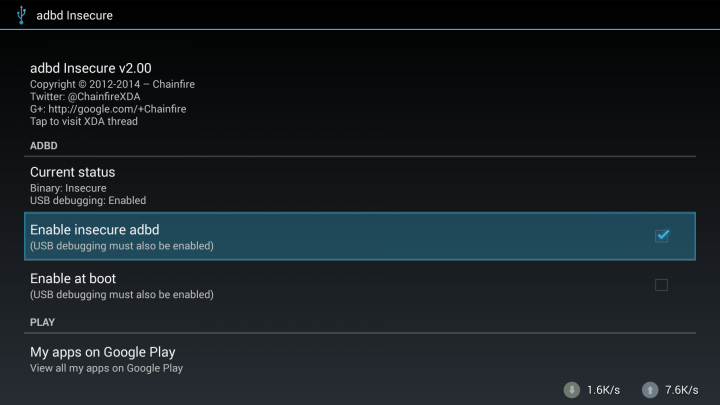 adbd Insecure
adbd Insecure v2.00
Copyright © 2012-2014 – Chainfire
Twitter: @ChainfireXDA
G+: http://google.com/+Chainfire
Tap to visit XDA thread
ADBD
Current status
Binary: Insecure
USB debugging: Enabled
Enable insecure adbd
(USB debugging must also be enabled)
Enable at boot
(USB debugging must also be enabled)
PLAY
My apps on Google Play
View all my apps on Google Play
1.6K/s 7.6K/s